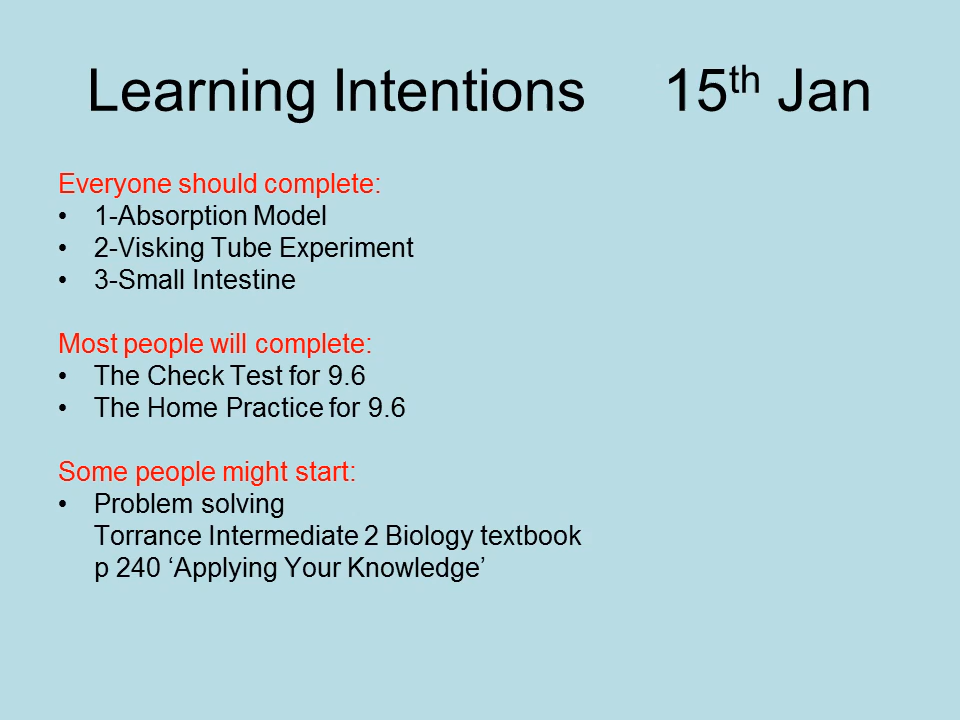 Learning Intentions 15th Jan
Everyone should complete:
• 1-Absorption Model
• 2-Visking Tube Experiment
• 3-Small Intestine
Most people will complete:
• The Check Test for 9.6
• The Home Practice for 9.6
Some people might start:
• Problem solving
Torrance Intermediate 2 Biology textbook
p 240 ‘Applying Your Knowledge’